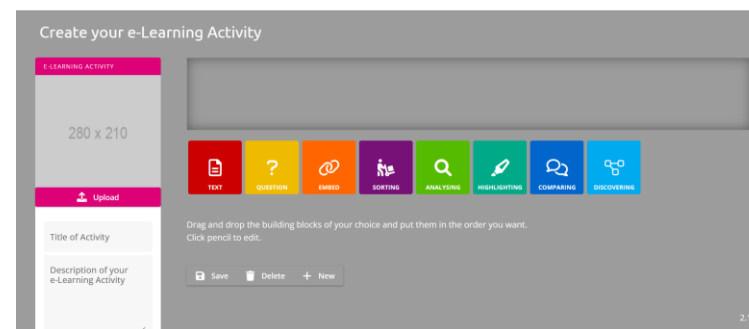 Create your e-Learning Activity
E-LEARNING ACTIVITY
280 x 210
Upload
Title of Activity
Description of your
e-Learning Activity
TEXT
QUESTION
EMBED
SORTING
ANALYSING
HIGHLIGHTING
COMPARING
DISCOVERING
Drag and drop the building blocks of your choice and put them in the order you want.
Click pencil to edit.
Save
Delete
New